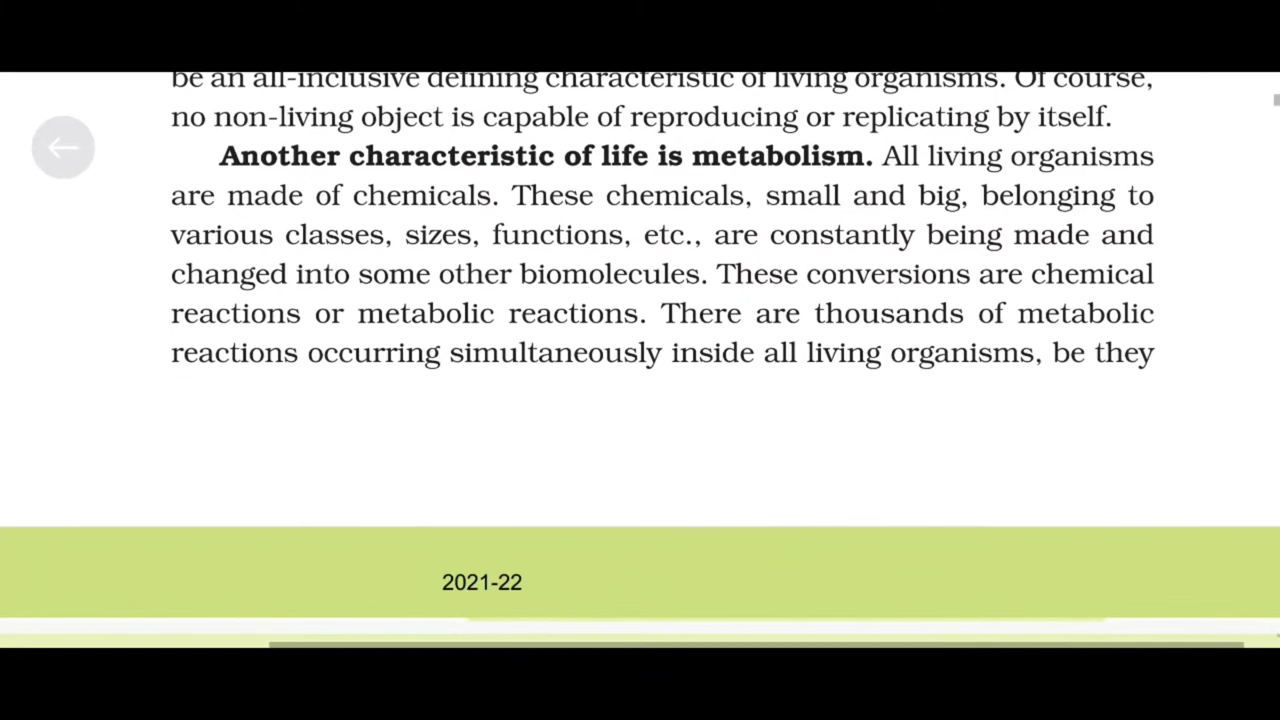 be an all-inclusive defining characteristic of living organisms. Of course,
no non-living object is capable of reproducing or replicating by itself.
Another characteristic of life is metabolism. All living organisms
are made of chemicals. These chemicals, small and big, belonging to
various classes, sizes, functions, etc., are constantly being made and
changed into some other biomolecules. These conversions are chemical
reactions or metabolic reactions. There are thousands of metabolic
reactions occurring simultaneously inside all living organisms, be they
2021-22